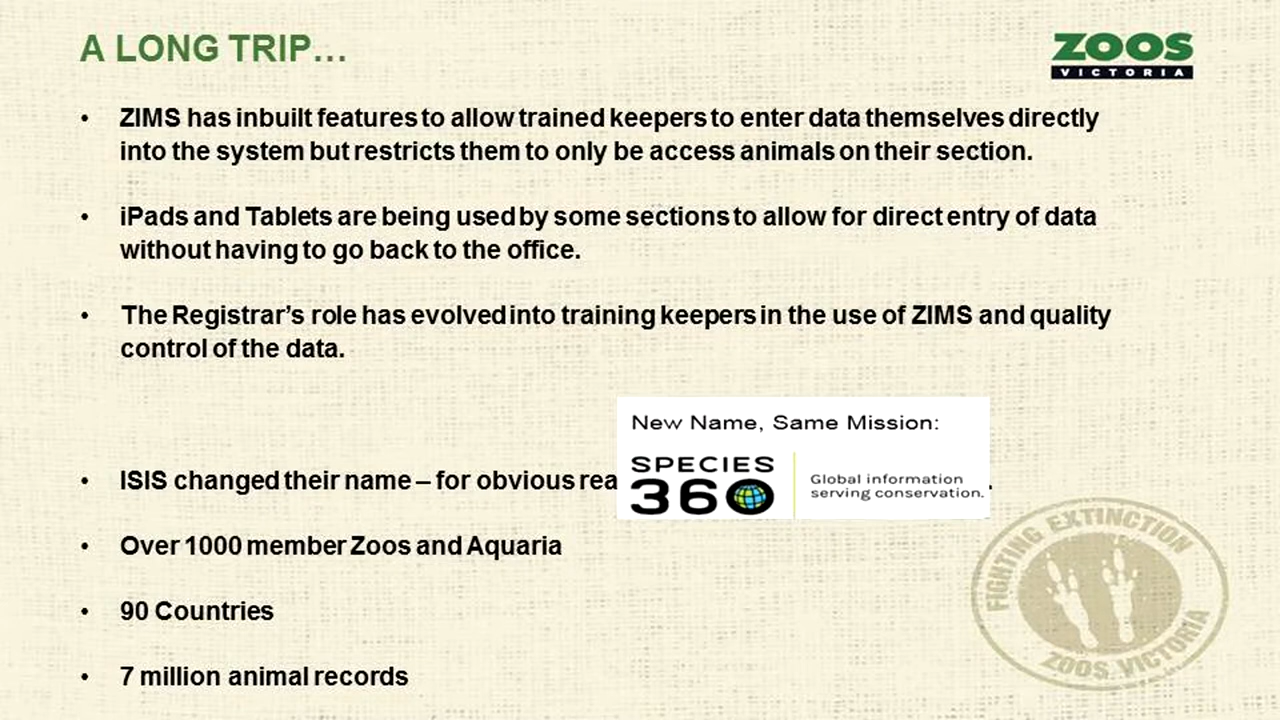 A LONG TRIP…
ZOOS
VICTORIA
• ZIMS has inbuilt features to allow trained keepers to enter data themselves directly
into the system but restricts them to only be access animals on their section.
• iPads and Tablets are being used by some sections to allow for direct entry of data
without having to go back to the office.
• The Registrar’s role has evolved into training keepers in the use of ZIMS and quality
control of the data.
New Name, Same Mission:
SPECIES
360
Global information
serving conservation.
• ISIS changed their name – for obvious rea
• Over 1000 member Zoos and Aquaria
• 90 Countries
• 7 million animal records
FIGHTING EXTINCTION
ZOOS VICTORIA